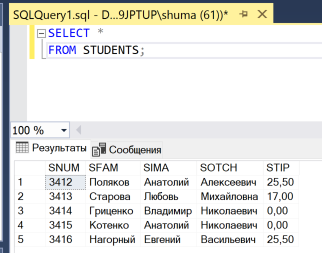 SQLQuery1.sql - D...9JPTUP\shuma (61))*
SELECT *
FROM STUDENTS;
100 %
Результаты Сообщения
SNUM SFAM SIMA SOTCH STIP
1 3412 Поляков Анатолий Алексеевич 25,50
2 3413 Старова Любовь Михайловна 17,00
3 3414 Гриценко Владимир Николаевич 0,00
4 3415 Котенко Анатолий Николаевич 0,00
5 3416 Нагорный Евгений Васильевич 25,50